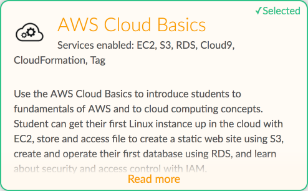 ✓Selected
AWS Cloud Basics
Services enabled: EC2, S3, RDS, Cloud9,
CloudFormation, Tag
Use the AWS Cloud Basics to introduce students to
fundamentals of AWS and to cloud computing concepts.
Student can get their first Linux instance up in the cloud with
EC2, store and access file to create a static web site using S3,
create and operate their first database using RDS, and learn
about security and access control with IAM.
Read more